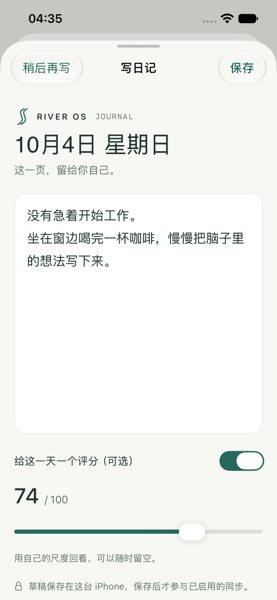 04:35
稍后再写 写日记 保存
RIVER OS JOURNAL
10月4日 星期日
这一页，留给你自己。
没有急着开始工作。
坐在窗边喝完一杯咖啡，慢慢把脑子里
的想法写下来。
给这一天一个评分（可选）
74 / 100
用自己的尺度回看，可以随时留空。
草稿保存在这台 iPhone，保存后才参与已启用的同步。